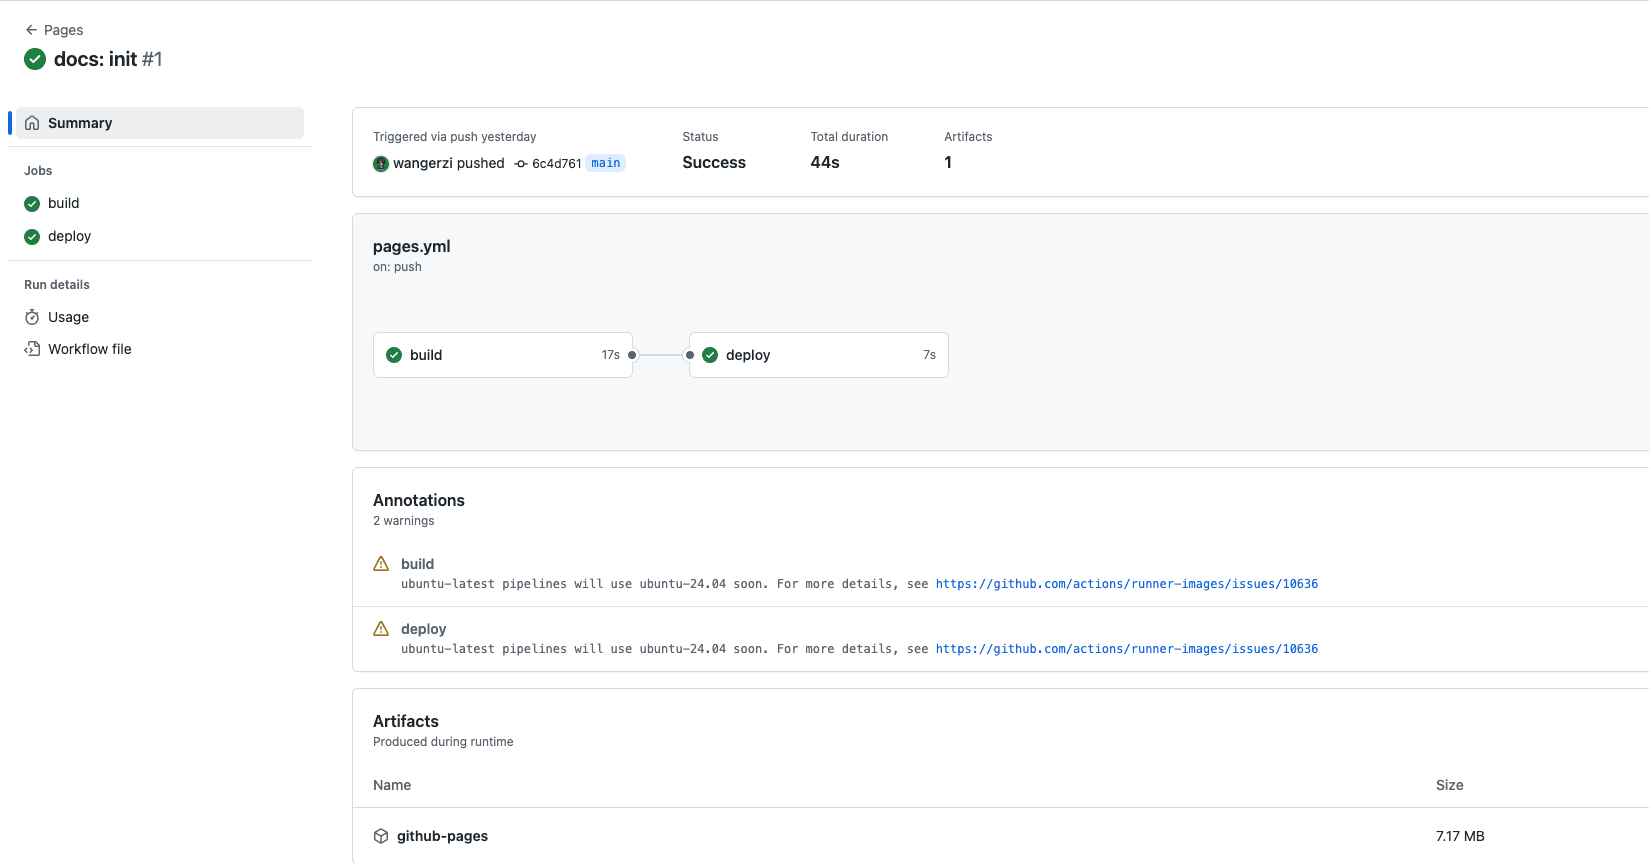 Pages
docs: init #1
Summary
Jobs
build
deploy
Run details
Usage
Workflow file
Triggered via push yesterday
wangerzi pushed 6c4d761 main
Status
Success
Total duration
44s
Artifacts
1
pages.yml
on: push
build 17s
deploy 7s
Annotations
2 warnings
build
ubuntu-latest pipelines will use ubuntu-24.04 soon. For more details, see https://github.com/actions/runner-images/issues/10636
deploy
ubuntu-latest pipelines will use ubuntu-24.04 soon. For more details, see https://github.com/actions/runner-images/issues/10636
Artifacts
Produced during runtime
Name Size
github-pages 7.17 MB